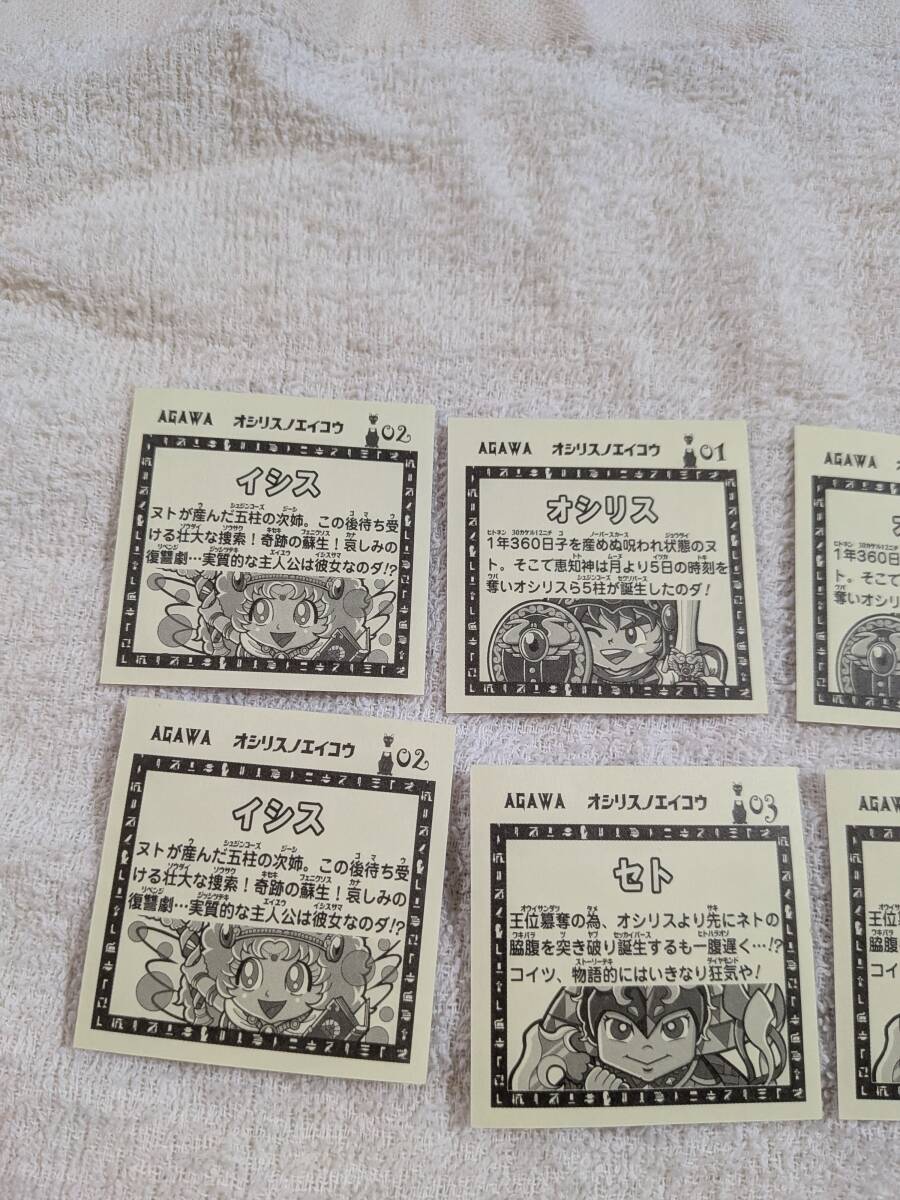 AGAWA オシリスノエイコウ 02
イシス
ヌトが産んだ五柱の次姉。この後待ち受
ける壮大な捜索！奇跡の蘇生！哀しみの
復讐劇…実質的な主人公は彼女なのダ!?
AGAWA オシリスノエイコウ 01
オシリス
1年360日子を産めぬ呪われ状態のヌ
ト。そこで恵知神は月より5日の時刻を
奪いオシリスら5柱が誕生したのダ！
AGAWA
1年360日
ト。そこで
奪いオシリ
AGAWA オシリスノエイコウ 02
イシス
ヌトが産んだ五柱の次姉。この後待ち受
ける壮大な捜索！奇跡の蘇生！哀しみの
復讐劇…実質的な主人公は彼女なのダ!?
AGAWA オシリスノエイコウ 03
セト
王位簒奪の為、オシリスより先にネトの
脇腹を突き破り誕生するも一腹遅く…!?
コイツ、物語的にはいきなり狂気や！
AGAW
王位
脇腹
コイ